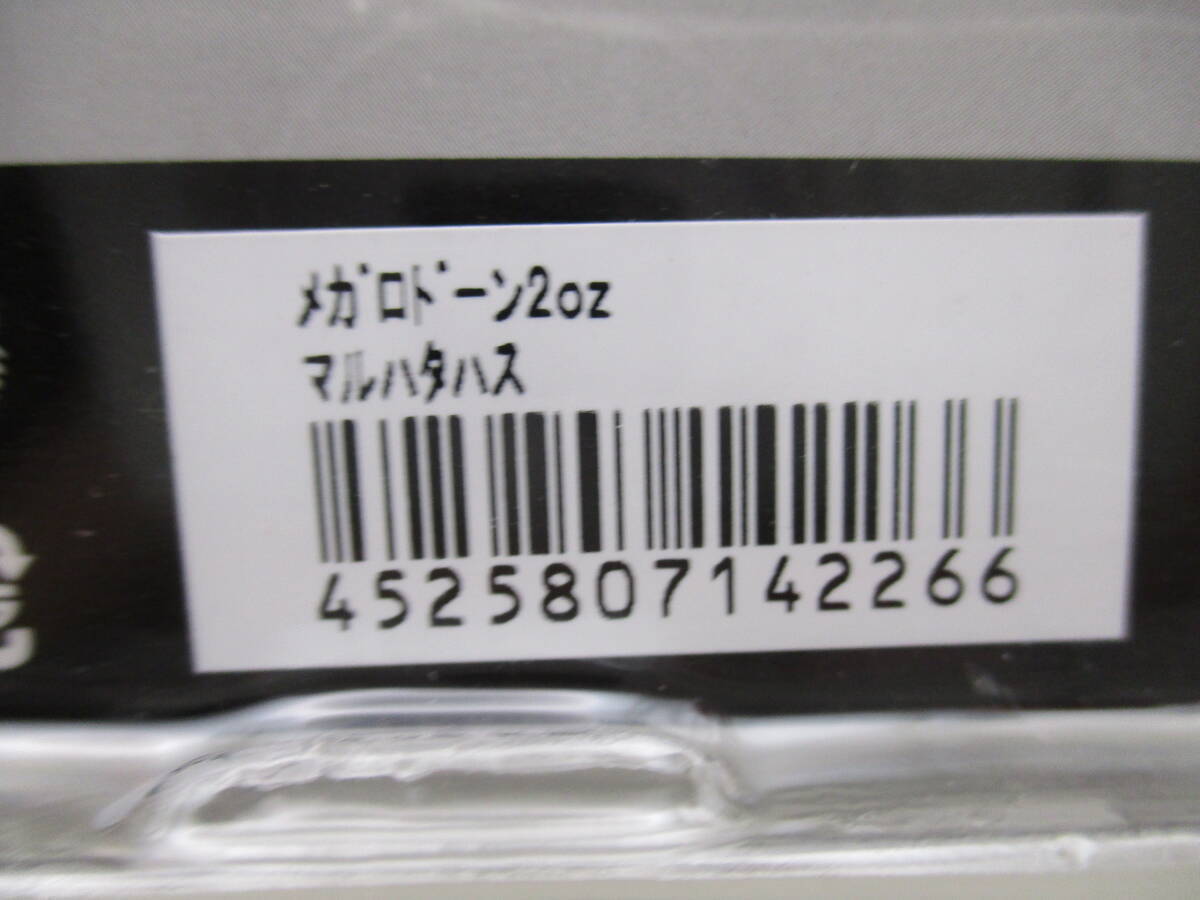 ﾒｶﾞﾛﾄﾞｰﾝ2oz
ﾏﾙﾊﾀﾊｽ
4525807142266